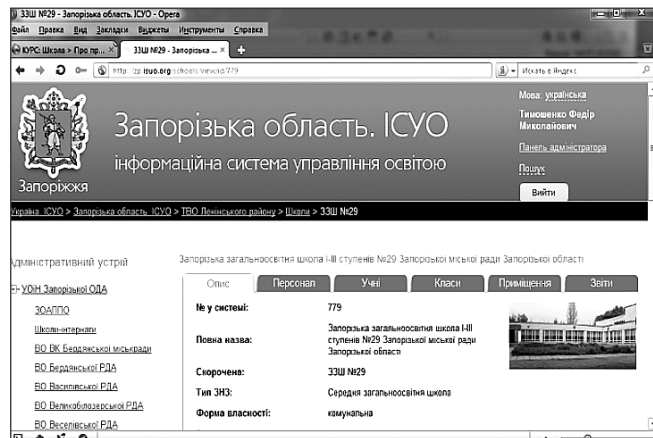 ЗЗШ №29 - Запорізька область. ІСУО - Opera
Файл Правка Вид Закладки Виджеты Инструменты Справка
КУРС: Школа > Про пр...
ЗЗШ №29 - Запорізька ...
http://zp.isuo.org/schools/view/id/779
Искать в Яндекс
Мова: українська
Запорізька область. ІСУО
Тимошенко Федір
Миколайович
Панель адміністратора
інформаційна система управління освітою
Пошук
Запоріжжя
Вийти
Україна. ІСУО > Запорізька область. ІСУО > ТВО Ленінського району > Школи > ЗЗШ №29
Адміністративний устрій
Запорізька загальноосвітня школа І-ІІІ ступенів №29 Запорізької міської ради Запорізької області
Опис Персонал Учні Класи Приміщення Звіти
УОіН Запорізької ОДА
№ у системі: 779
ЗОАППО
Школи-інтернати
Повна назва: Запорізька загальноосвітня школа І-ІІІ
ступенів №29 Запорізької міської ради
Запорізької області
ВО ВК Бердянської міськради
ВО Бердянської РДА
Скорочена: ЗЗШ №29
ВО Василівської РДА
Тип ЗНЗ: Середня загальноосвітня школа
ВО Великобілозерської РДА
Форма власності: комунальна
ВО Веселівської РДА